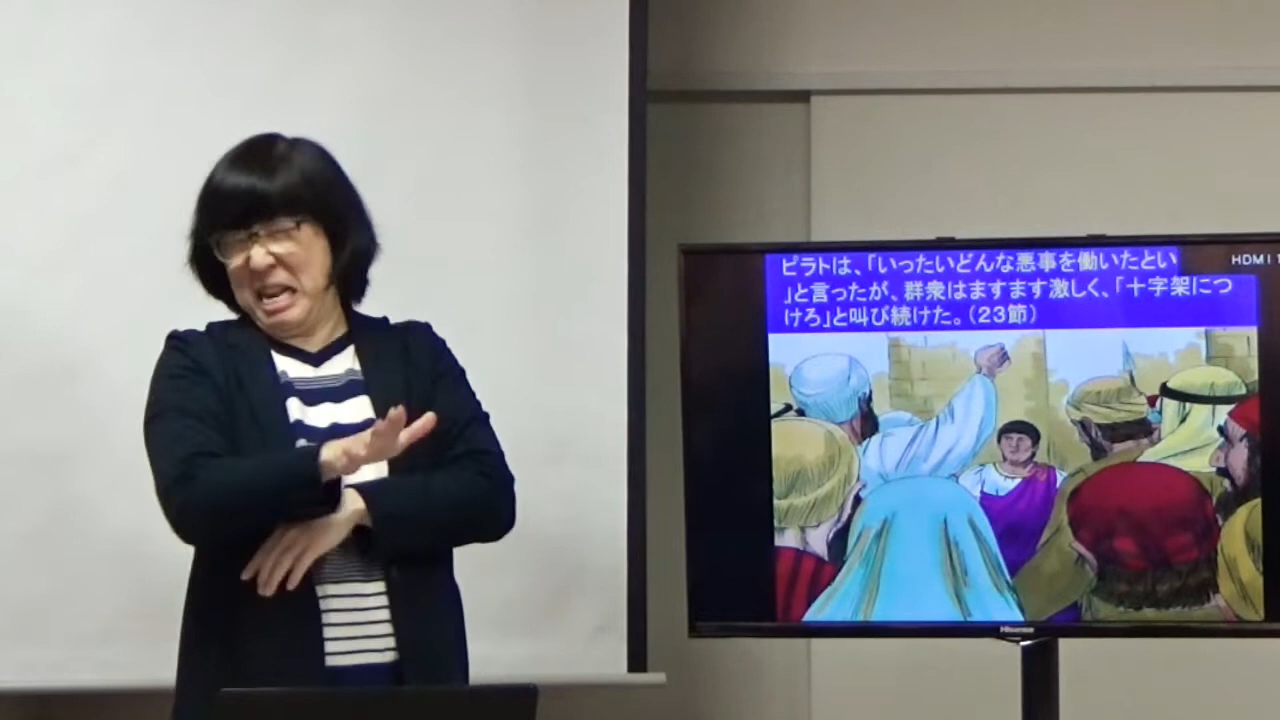 ピラトは、「いったいどんな悪事を働いたとい
」と言ったが、群衆はますます激しく、「十字架につ
けろ」と叫び続けた。(23節)
HDMI 1
Hisense